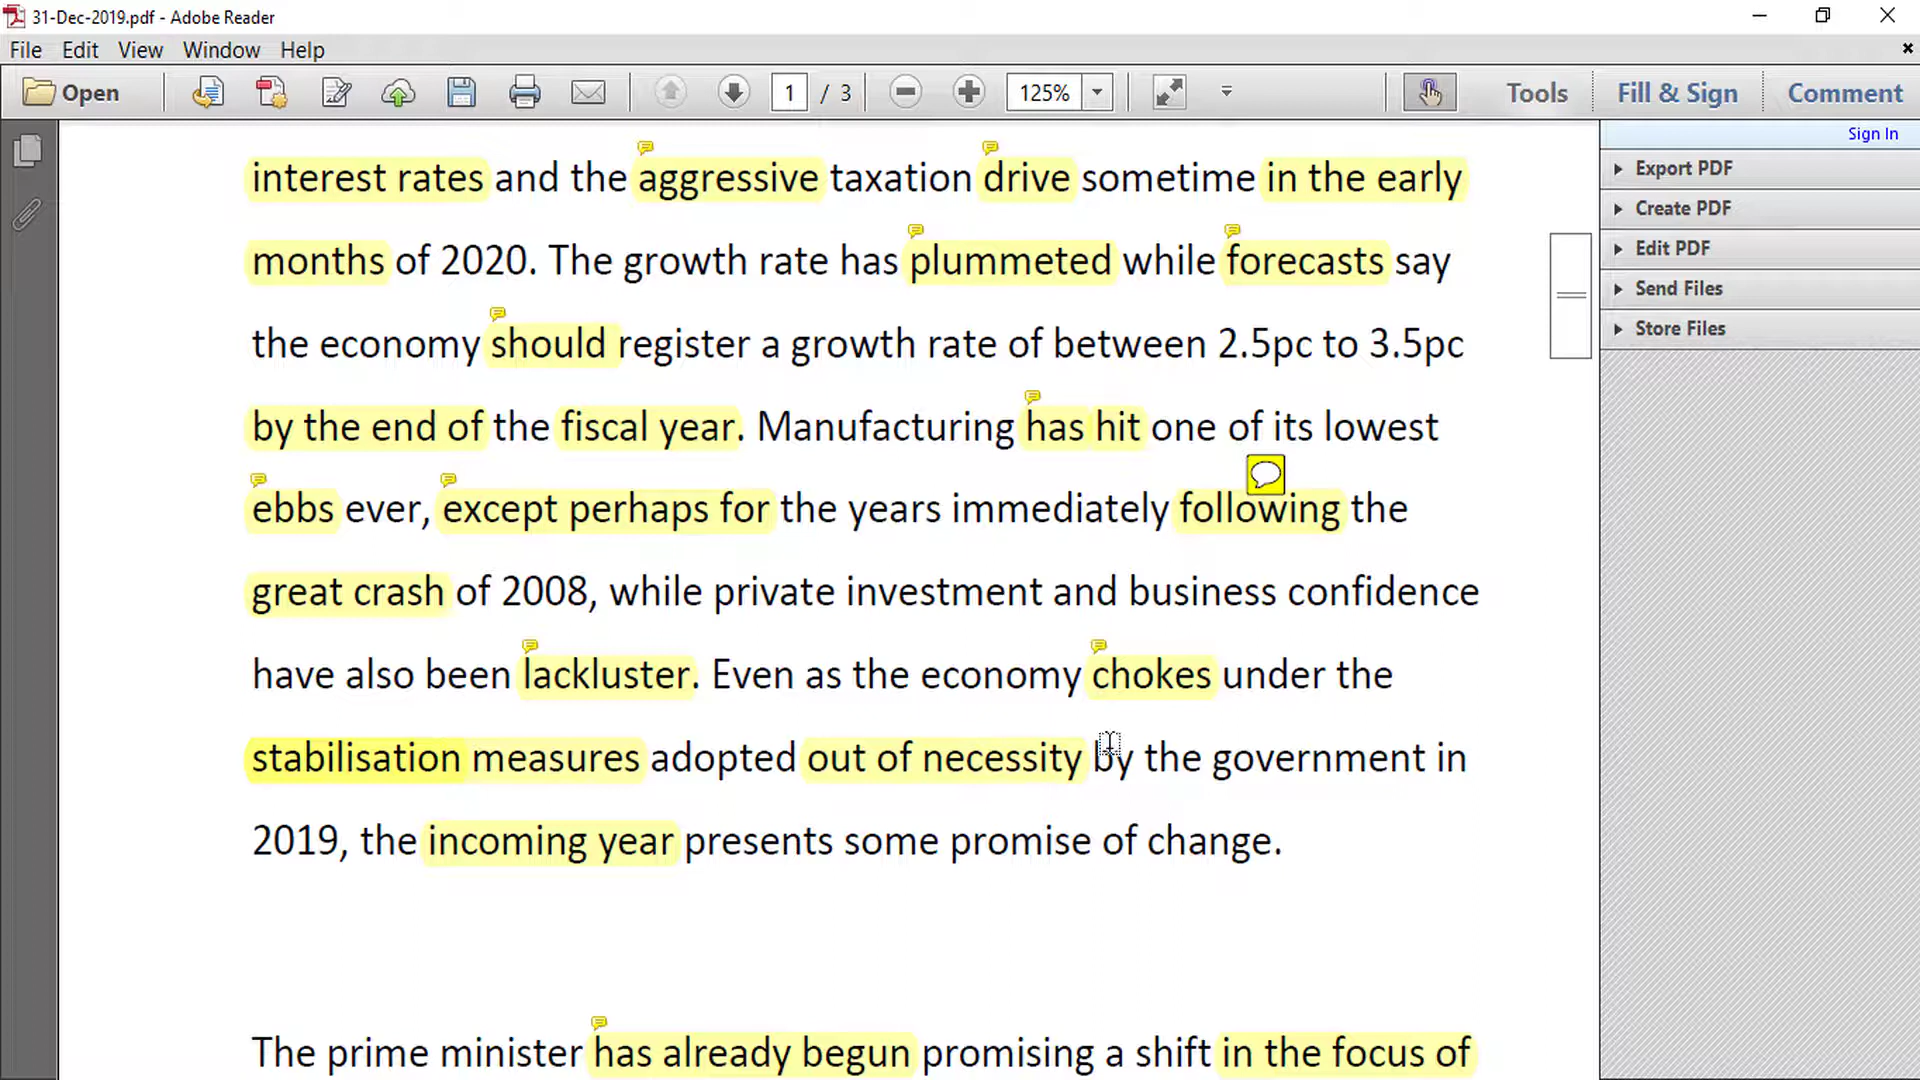 31-Dec-2019.pdf - Adobe Reader
File Edit View Window Help
Open 1 / 3 125% Tools Fill & Sign Comment
Sign In
Export PDF
Create PDF
Edit PDF
Send Files
Store Files
interest rates and the aggressive taxation drive sometime in the early
months of 2020. The growth rate has plummeted while forecasts say
the economy should register a growth rate of between 2.5pc to 3.5pc
by the end of the fiscal year. Manufacturing has hit one of its lowest
ebbs ever, except perhaps for the years immediately following the
great crash of 2008, while private investment and business confidence
have also been lackluster. Even as the economy chokes under the
stabilisation measures adopted out of necessity by the government in
2019, the incoming year presents some promise of change.
The prime minister has already begun promising a shift in the focus of